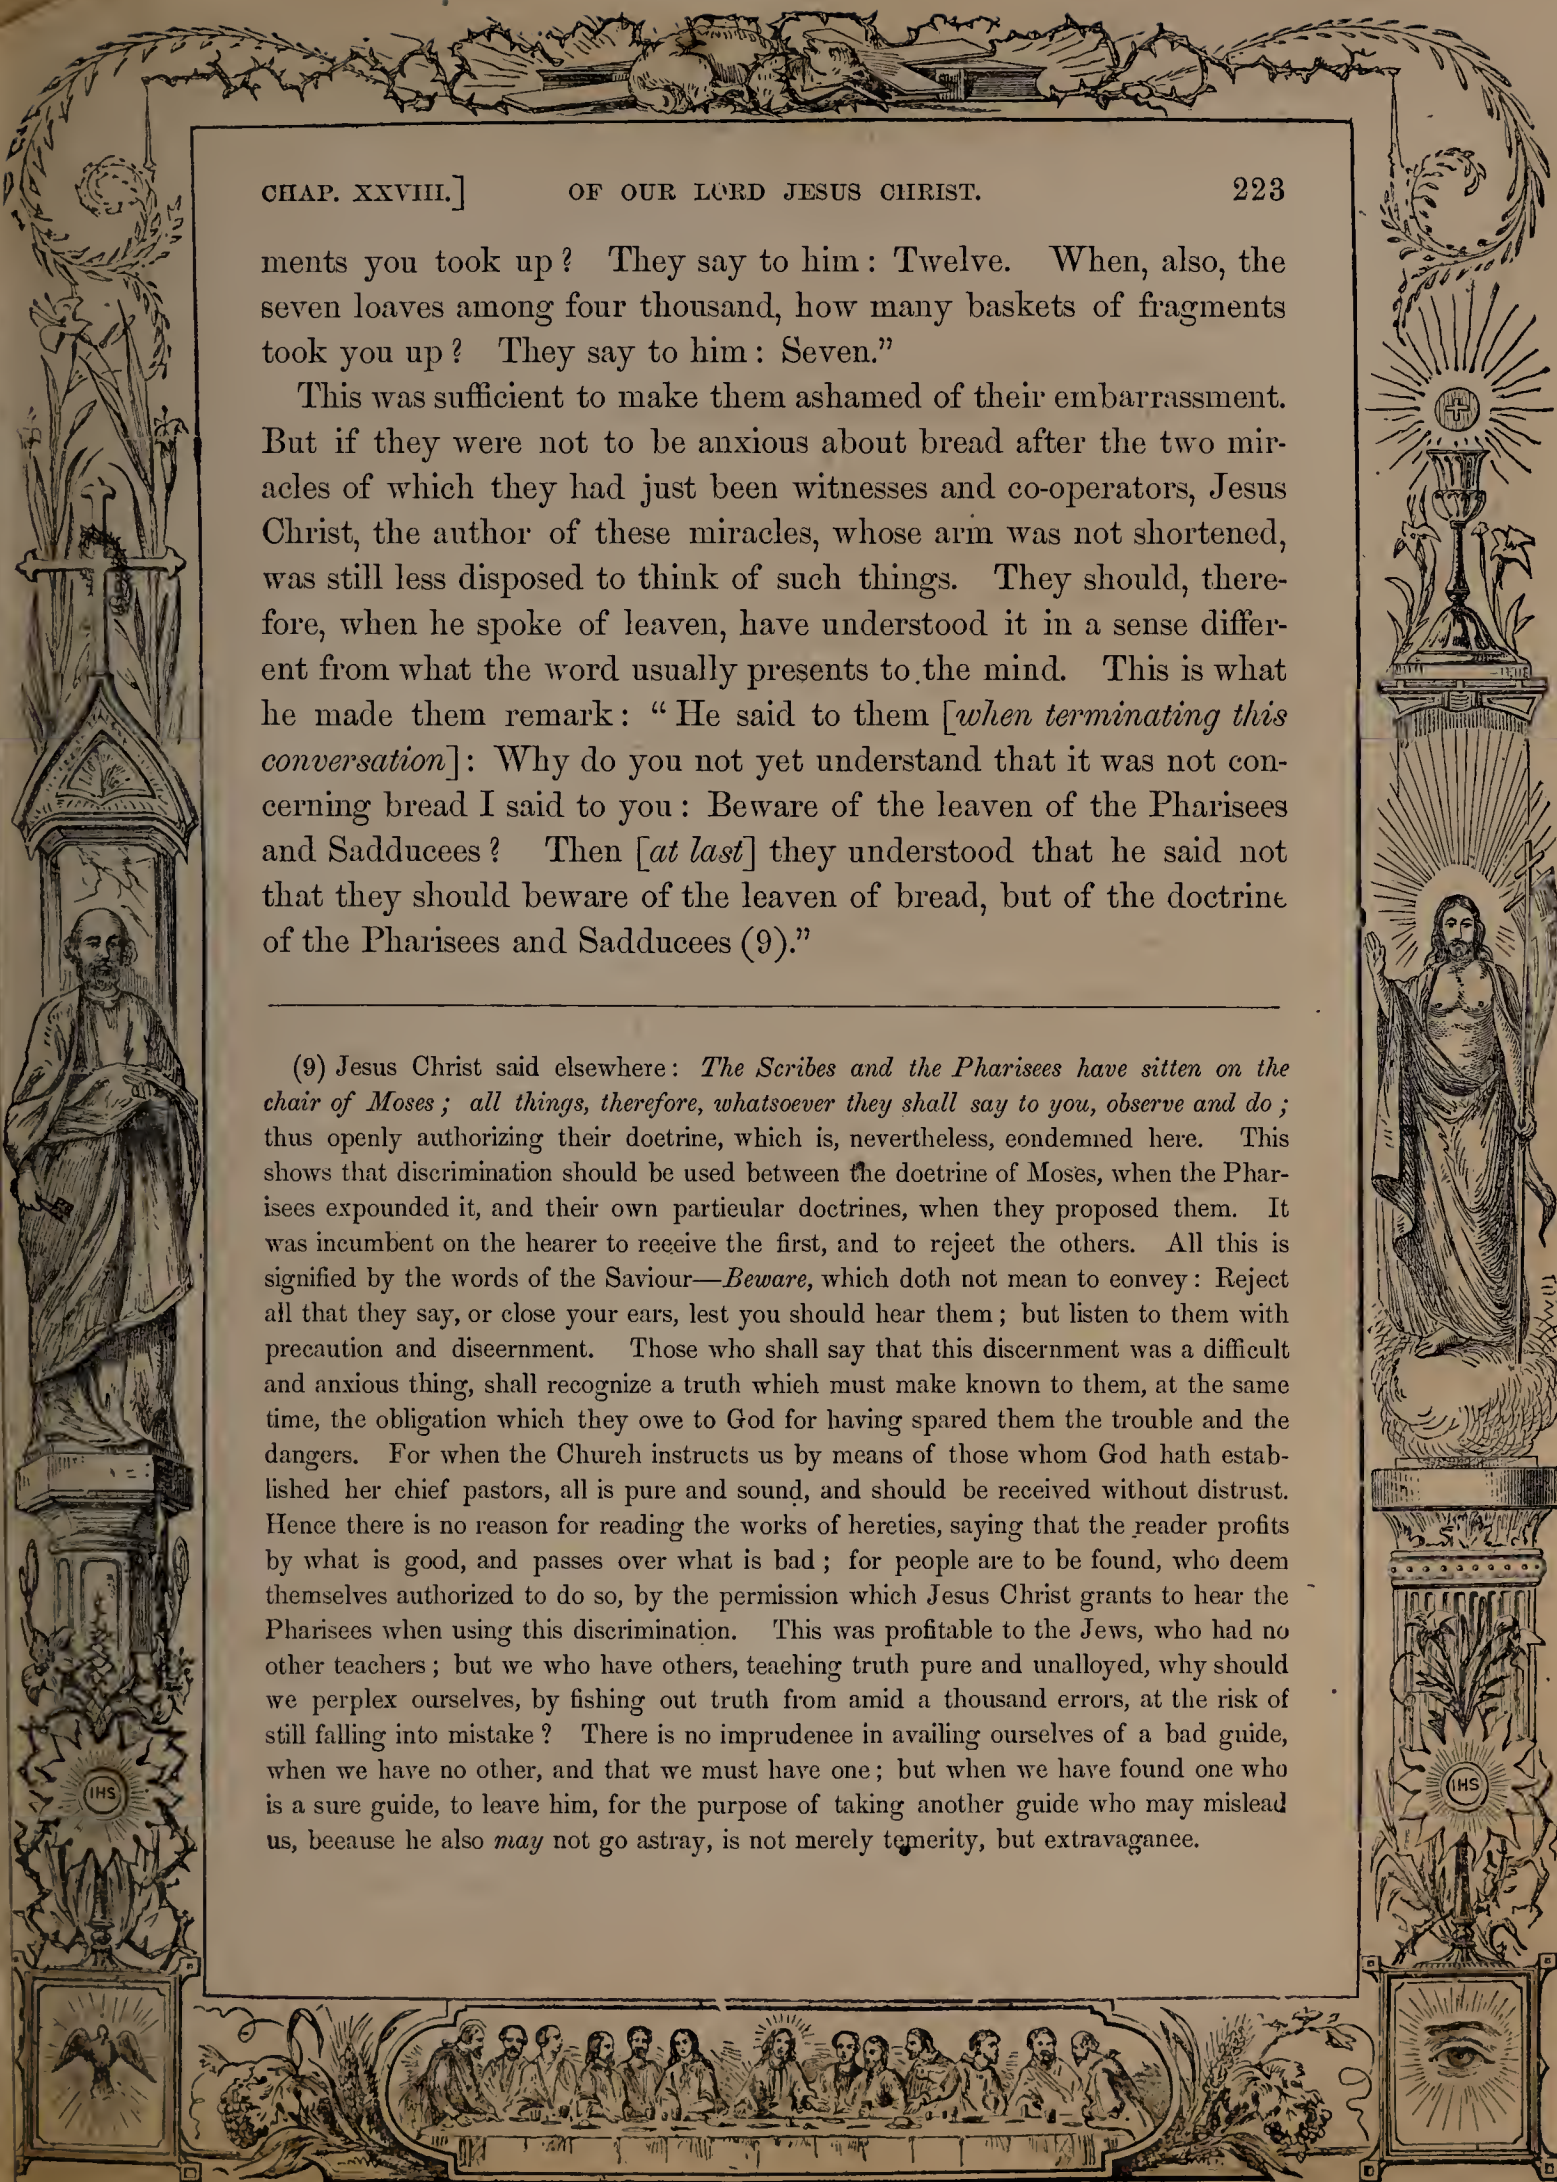 CHAP. XXVIII.] OF OUR LORD JESUS CHRIST. 223
ments you took up? They say to him: Twelve. When, also, the
seven loaves among four thousand, how many baskets of fragments
took you up? They say to him: Seven.”
This was sufficient to make them ashamed of their embarrassment.
But if they were not to be anxious about bread after the two mir-
acles of which they had just been witnesses and co-operators, Jesus
Christ, the author of these miracles, whose arm was not shortened,
was still less disposed to think of such things. They should, there-
fore, when he spoke of leaven, have understood it in a sense differ-
ent from what the word usually presents to the mind. This is what
he made them remark: “He said to them [when terminating this
conversation]: Why do you not yet understand that it was not con-
cerning bread I said to you: Beware of the leaven of the Pharisees
and Sadducees? Then [at last] they understood that he said not
that they should beware of the leaven of bread, but of the doctrine
of the Pharisees and Sadducees (9).”
(9) Jesus Christ said elsewhere: The Scribes and the Pharisees have sitten on the
chair of Moses; all things, therefore, whatsoever they shall say to you, observe and do;
thus openly authorizing their doctrine, which is, nevertheless, condemned here. This
shows that discrimination should be used between the doctrine of Moses, when the Phar-
isees expounded it, and their own particular doctrines, when they proposed them. It
was incumbent on the hearer to receive the first, and to reject the others. All this is
signified by the words of the Saviour—Beware, which doth not mean to convey: Reject
all that they say, or close your ears, lest you should hear them; but listen to them with
precaution and discernment. Those who shall say that this discernment was a difficult
and anxious thing, shall recognize a truth which must make known to them, at the same
time, the obligation which they owe to God for having spared them the trouble and the
dangers. For when the Church instructs us by means of those whom God hath estab-
lished her chief pastors, all is pure and sound, and should be received without distrust.
Hence there is no reason for reading the works of heretics, saying that the reader profits
by what is good, and passes over what is bad; for people are to be found, who deem
themselves authorized to do so, by the permission which Jesus Christ grants to hear the
Pharisees when using this discrimination. This was profitable to the Jews, who had no
other teachers; but we who have others, teaching truth pure and unalloyed, why should
we perplex ourselves, by fishing out truth from amid a thousand errors, at the risk of
still falling into mistake? There is no imprudence in availing ourselves of a bad guide,
when we have no other, and that we must have one; but when we have found one who
is a sure guide, to leave him, for the purpose of taking another guide who may mislead
us, because he also may not go astray, is not merely temerity, but extravagance.
IHS
IHS